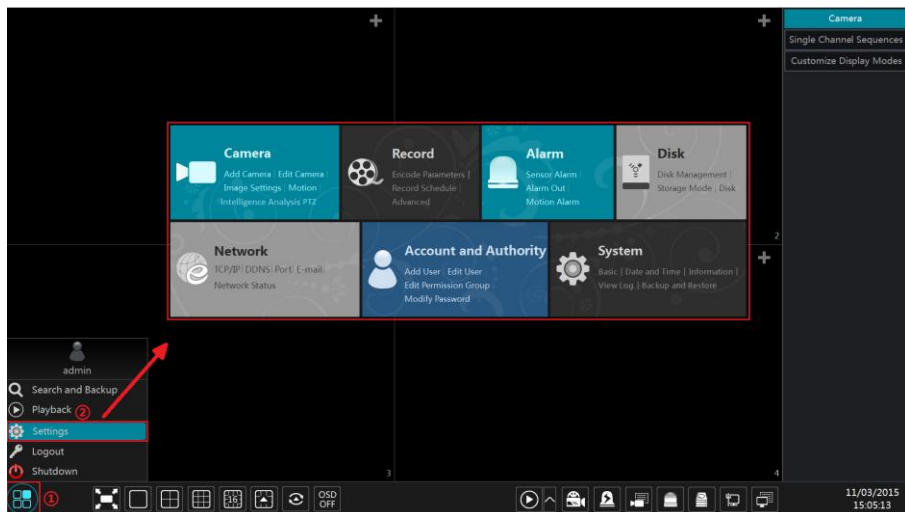 Camera
Single Channel Sequences
Customize Display Modes
Camera
Add Camera | Edit Camera |
Image Settings | Motion |
Intelligence Analysis PTZ
Record
Encode Parameters |
Record Schedule |
Advanced
Alarm
Sensor Alarm |
Alarm Out |
Motion Alarm
Disk
Disk Management |
Storage Mode | Disk
2
Network
TCP/IP | DDNS | Port | E-mail |
Network Status
Account and Authority
Add User | Edit User
Edit Permission Group
Modify Password
System
Basic | Date and Time | Information |
View Log | Backup and Restore
admin
Search and Backup
Playback ②
Settings
Logout
Shutdown
3
4
①
16
OSD
OFF
11/03/2015
15:05:13